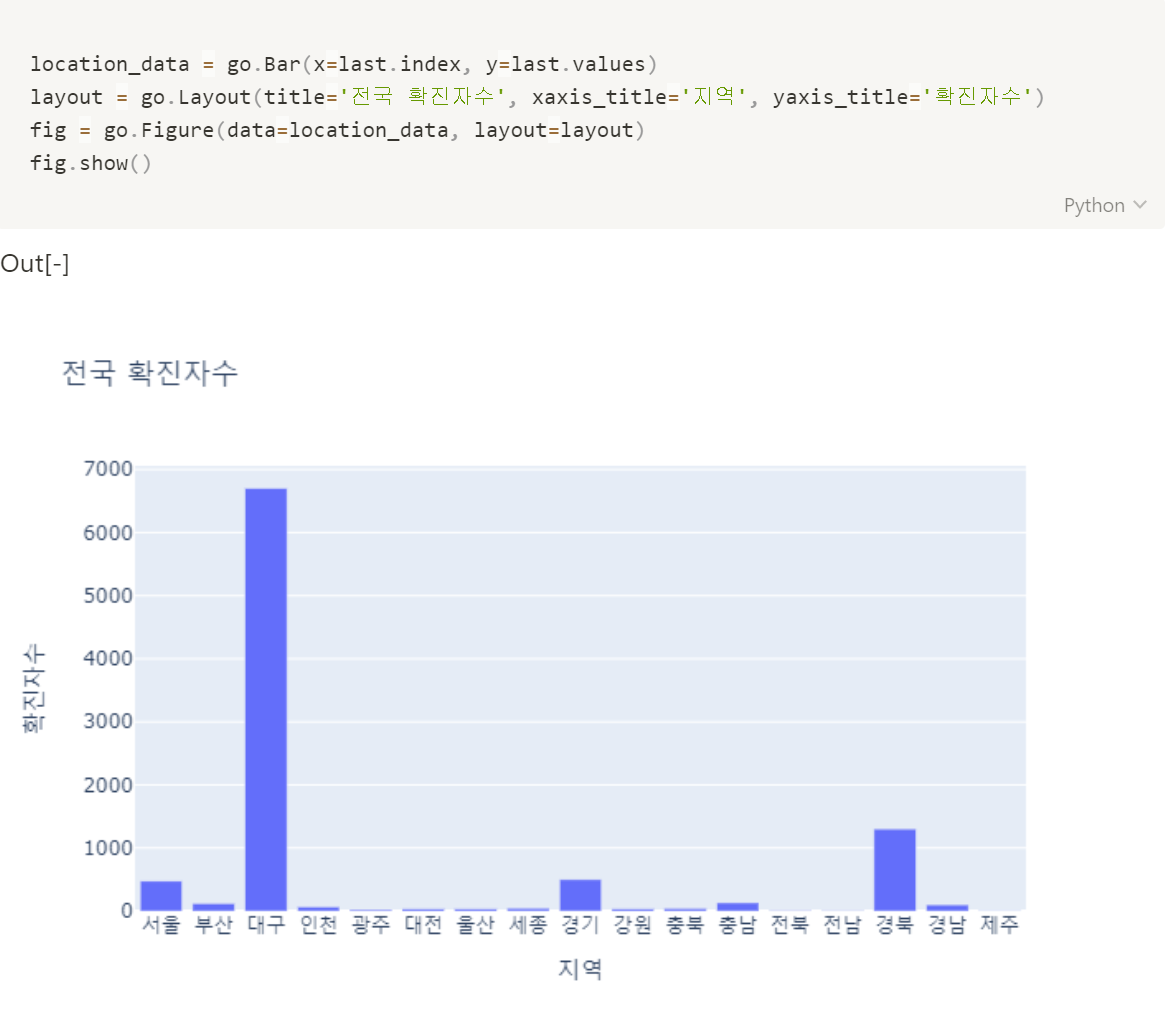 location_data = go.Bar(x=last.index, y=last.values)
layout = go.Layout(title='전국 확진자수', xaxis_title='지역', yaxis_title='확진자수')
fig = go.Figure(data=location_data, layout=layout)
fig.show()
Python
Out[-]
전국 확진자수
7000
6000
5000
4000
3000
2000
1000
0
확진자수
서울 부산 대구 인천 광주 대전 울산 세종 경기 강원 충북 충남 전북 전남 경북 경남 제주
지역